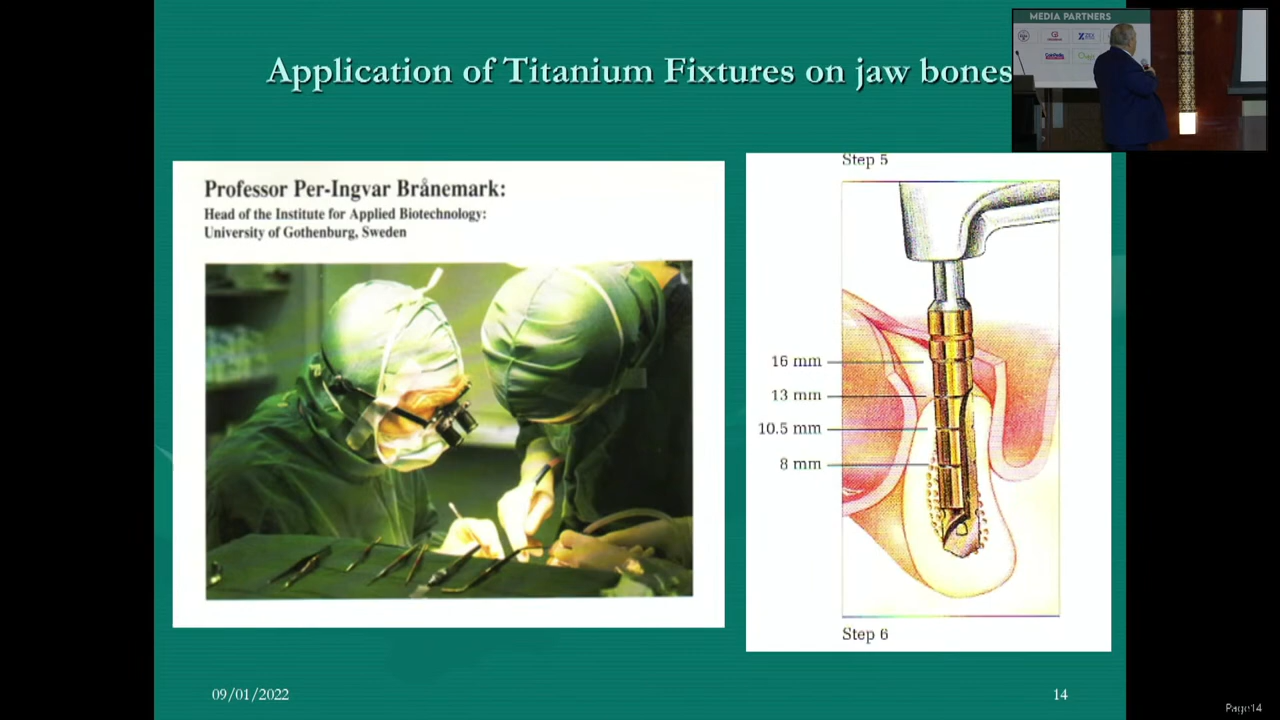 Application of Titanium Fixtures on jaw bones
MEDIA PARTNERS
Professor Per-Ingvar Brånemark:
Head of the Institute for Applied Biotechnology:
University of Gothenburg, Sweden
Step 5
16 mm
13 mm
10.5 mm
8 mm
Step 6
09/01/2022
14
Page14